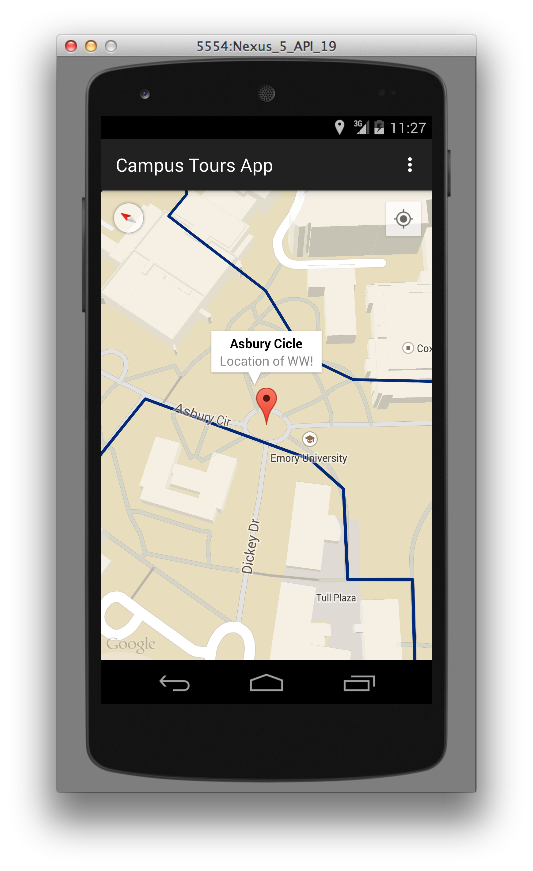 5554:Nexus_5_API_19
3G 11:27
Campus Tours App
Asbury Cicle
Location of WW!
Cox
Asbury Cir
Emory University
Dickey Dr
Tull Plaza
Google